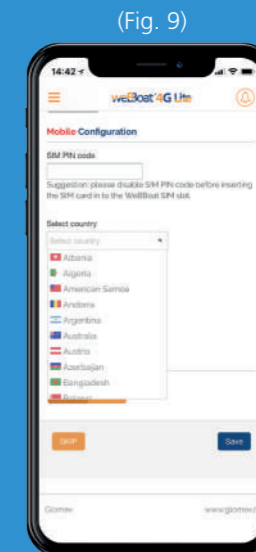 (Fig. 9)
14:42
weBBoat 4G Lite
Mobile Configuration
SIM PIN code
Suggestion: please disable SIM PIN code before inserting
the SIM card in to the WeBBoat SIM slot.
Select country
Select country
Albania
Algeria
American Samoa
Andorra
Argentina
Australia
Austria
Azerbaijan
Bangladesh
SKIP
Save
Glomex
www.glomex.i